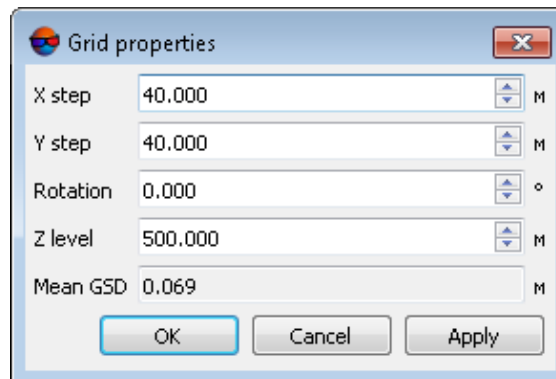 Grid properties
X step 40.000 м
Y step 40.000 м
Rotation 0.000 °
Z level 500.000 м
Mean GSD 0.069 м
OK Cancel Apply